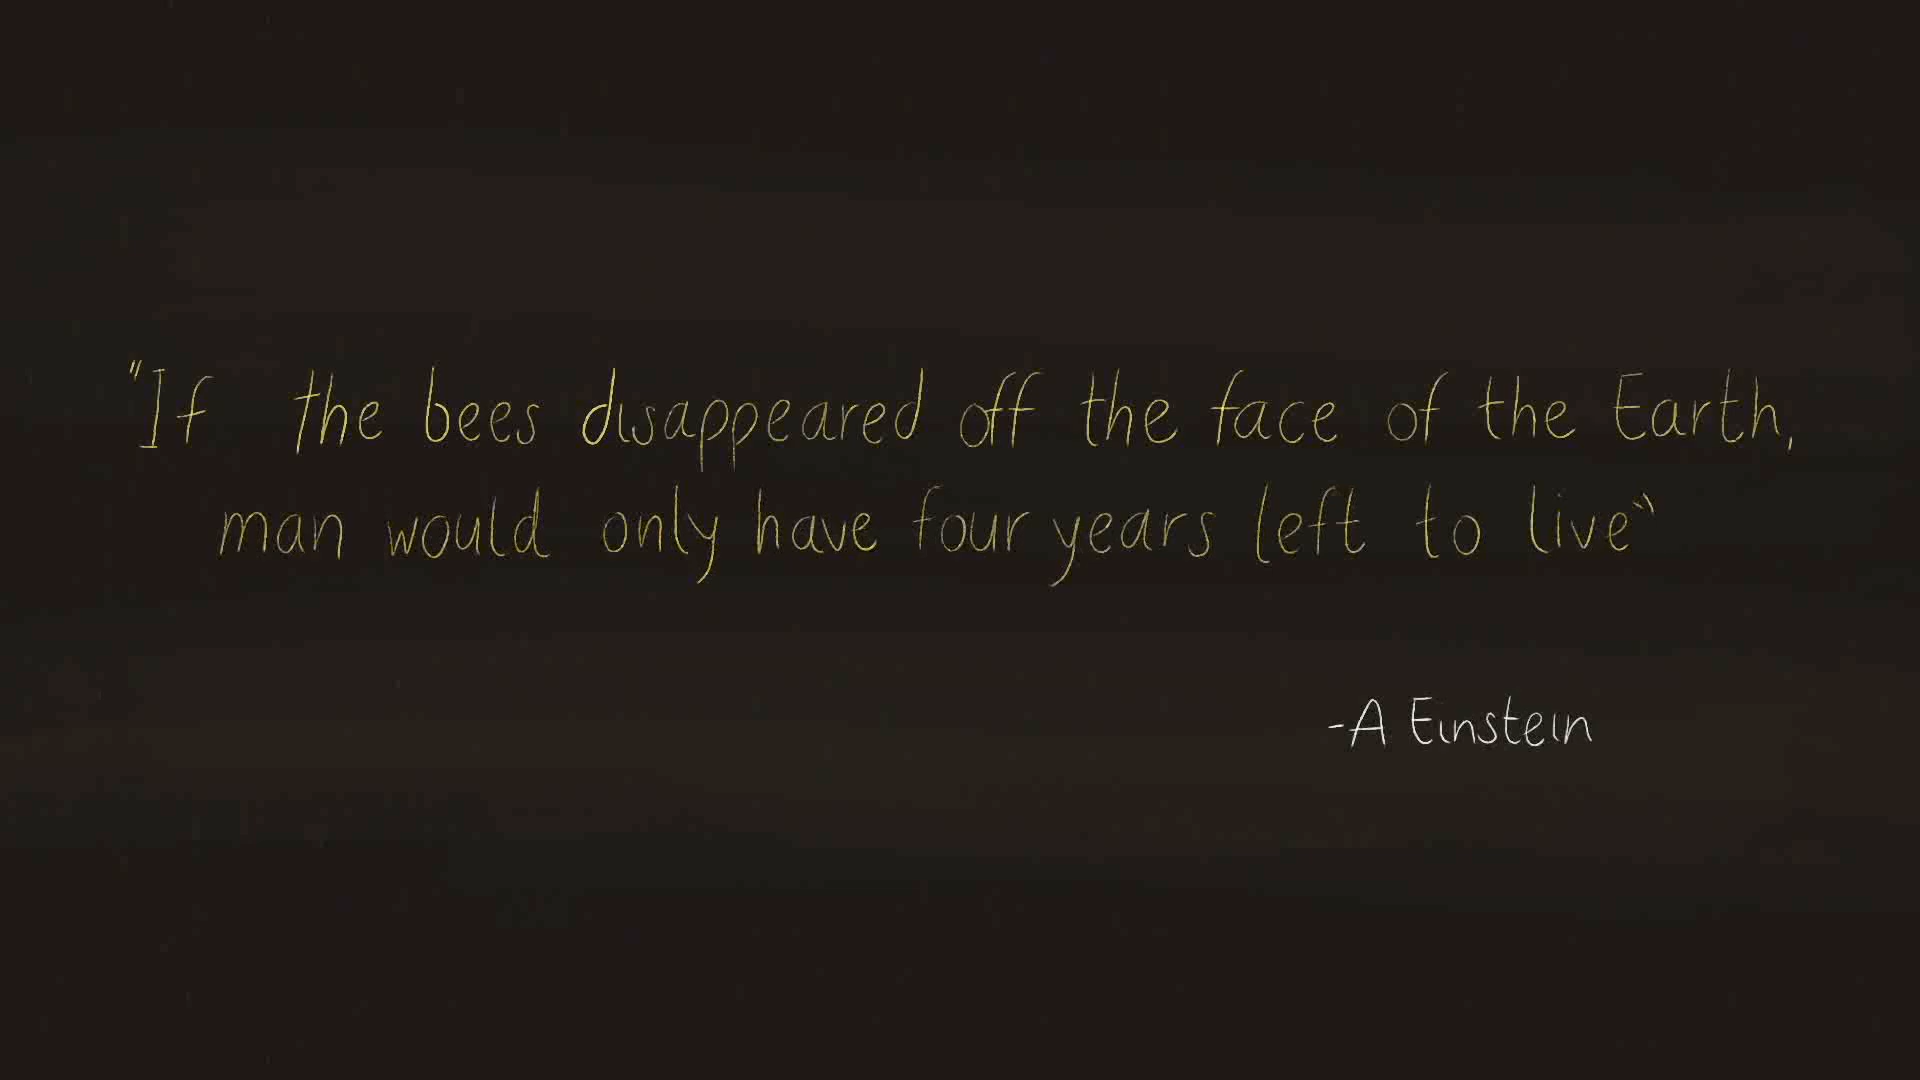 "If the bees disappeared off the face of the Earth,
man would only have four years left to live"
-A Einstein